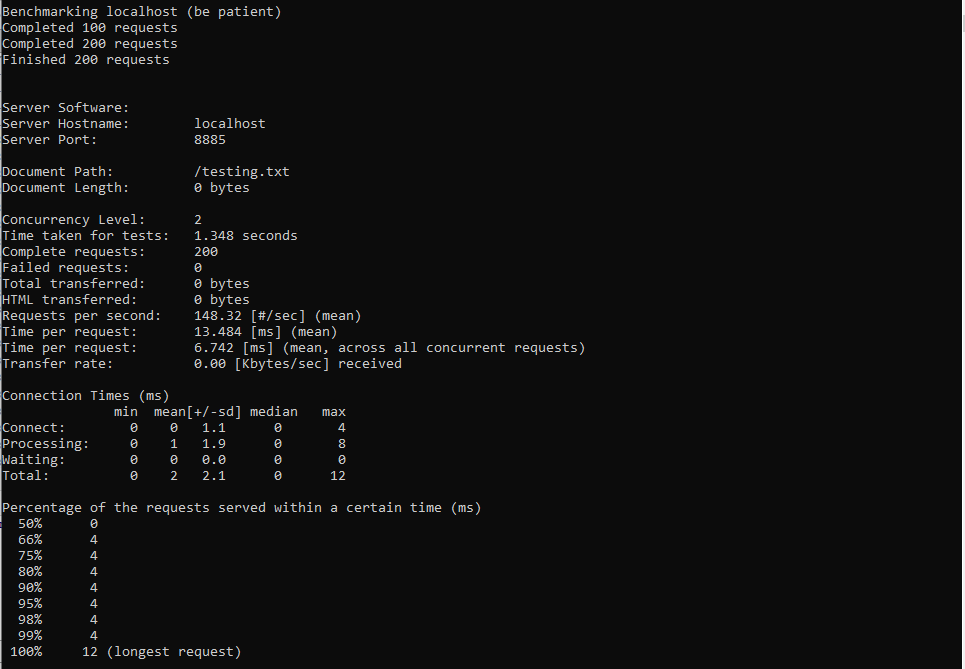 Benchmarking localhost (be patient)
Completed 100 requests
Completed 200 requests
Finished 200 requests
Server Software:
Server Hostname:        localhost
Server Port:            8885
Document Path:          /testing.txt
Document Length:        0 bytes
Concurrency Level:      2
Time taken for tests:   1.348 seconds
Complete requests:      200
Failed requests:        0
Total transferred:      0 bytes
HTML transferred:       0 bytes
Requests per second:    148.32 [#/sec] (mean)
Time per request:       13.484 [ms] (mean)
Time per request:       6.742 [ms] (mean, across all concurrent requests)
Transfer rate:          0.00 [Kbytes/sec] received
Connection Times (ms)
              min  mean[+/-sd] median   max
Connect:        0    0   1.1      0       4
Processing:     0    1   1.9      0       8
Waiting:        0    0   0.0      0       0
Total:          0    2   2.1      0      12
Percentage of the requests served within a certain time (ms)
  50%      0
  66%      4
  75%      4
  80%      4
  90%      4
  95%      4
  98%      4
  99%      4
 100%     12 (longest request)